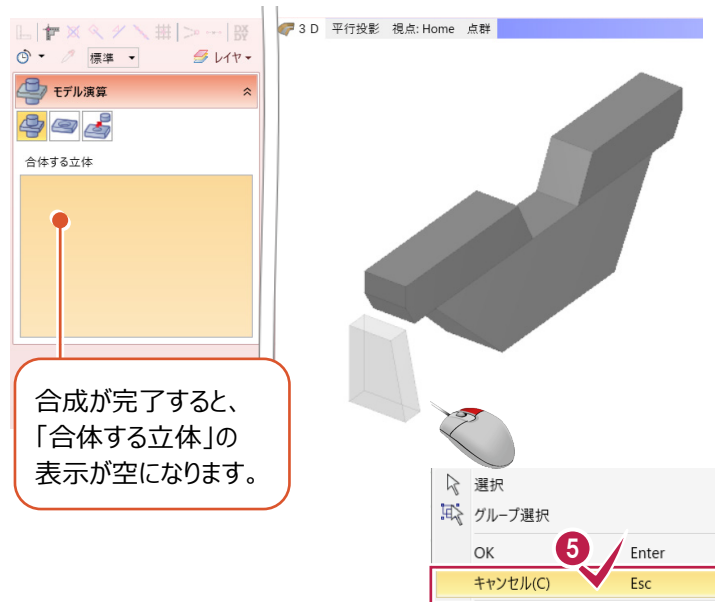 3 D 平行投影 視点: Home 点群
標準
レイヤ
モデル演算
合体する立体
合成が完了すると、
「合体する立体」の
表示が空になります。
選択
グループ選択
OK Enter
5
キャンセル(C) Esc